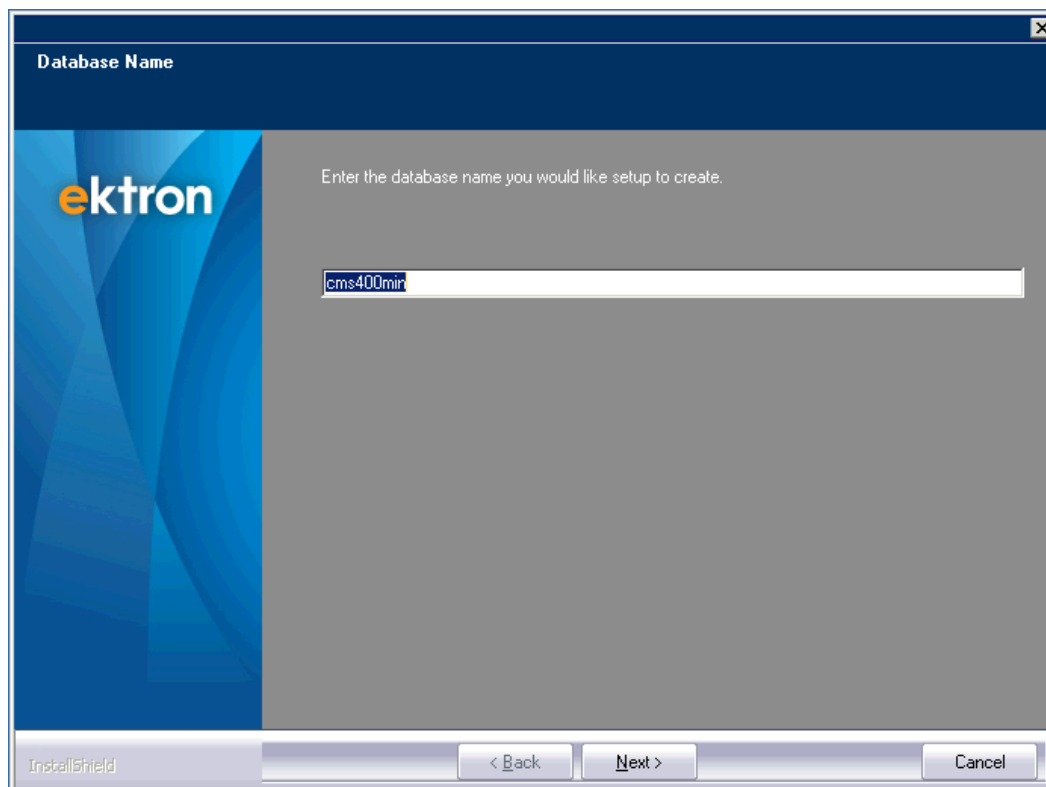 Database Name
ektron
Enter the database name you would like setup to create.
cms400min
InstallShield
< Back
Next >
Cancel